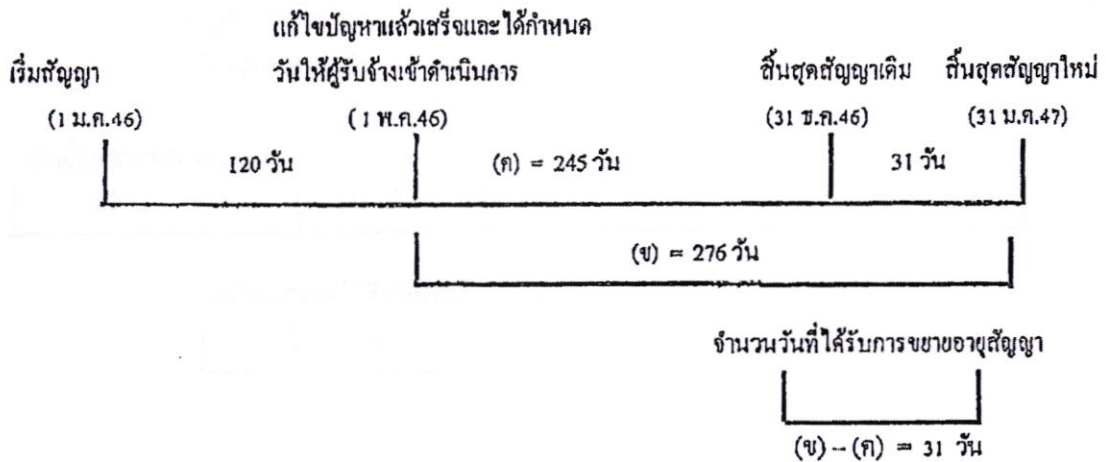 แก้ไขปัญหาแล้วเสร็จและได้กำหนด
เริ่มสัญญา วันให้ผู้รับจ้างเข้าดำเนินการ สิ้นสุดสัญญาเดิม สิ้นสุดสัญญาใหม่
(1 ม.ค.46) (1 พ.ค.46) (31 ธ.ค.46) (31 ม.ค.47)
120 วัน (ค) = 245 วัน 31 วัน
(ข) = 276 วัน
จำนวนวันที่ได้รับการขยายอายุสัญญา
(ข) – (ค) = 31 วัน